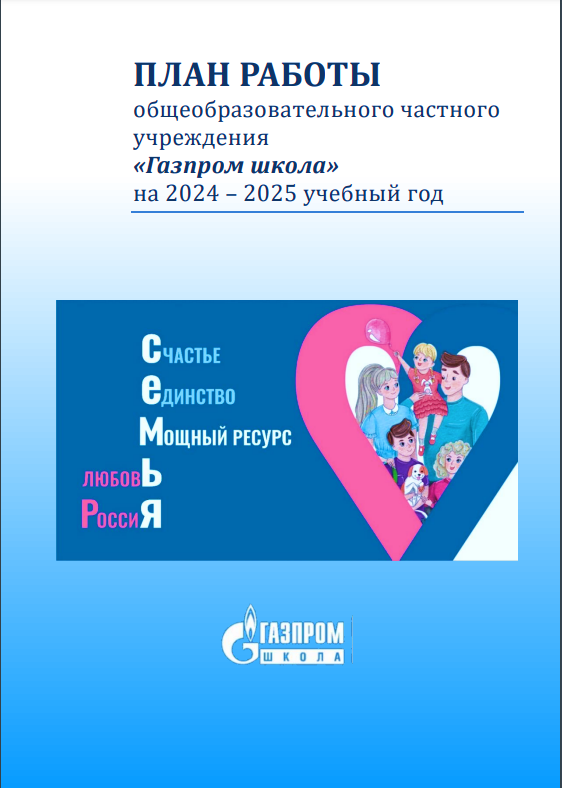 ПЛАН РАБОТЫ
общеобразовательного частного
учреждения
«Газпром школа»
на 2024 – 2025 учебный год
Счастье
единство
Мощный ресурс
любовЬ
РоссиЯ
ГАЗПРОМ
ШКОЛА